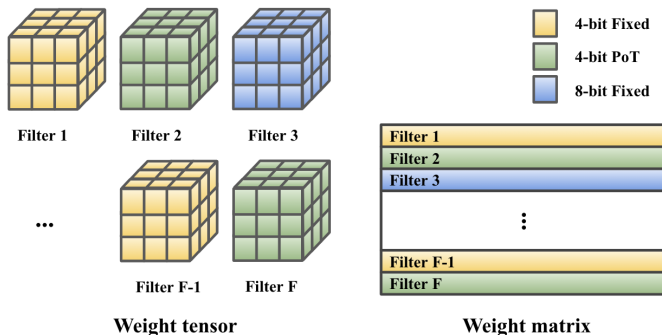 4-bit Fixed
4-bit PoT
8-bit Fixed
Filter 1
Filter 2
Filter 3
...
Filter F-1
Filter F
Weight tensor
Filter 1
Filter 2
Filter 3
...
Filter F-1
Filter F
Weight matrix